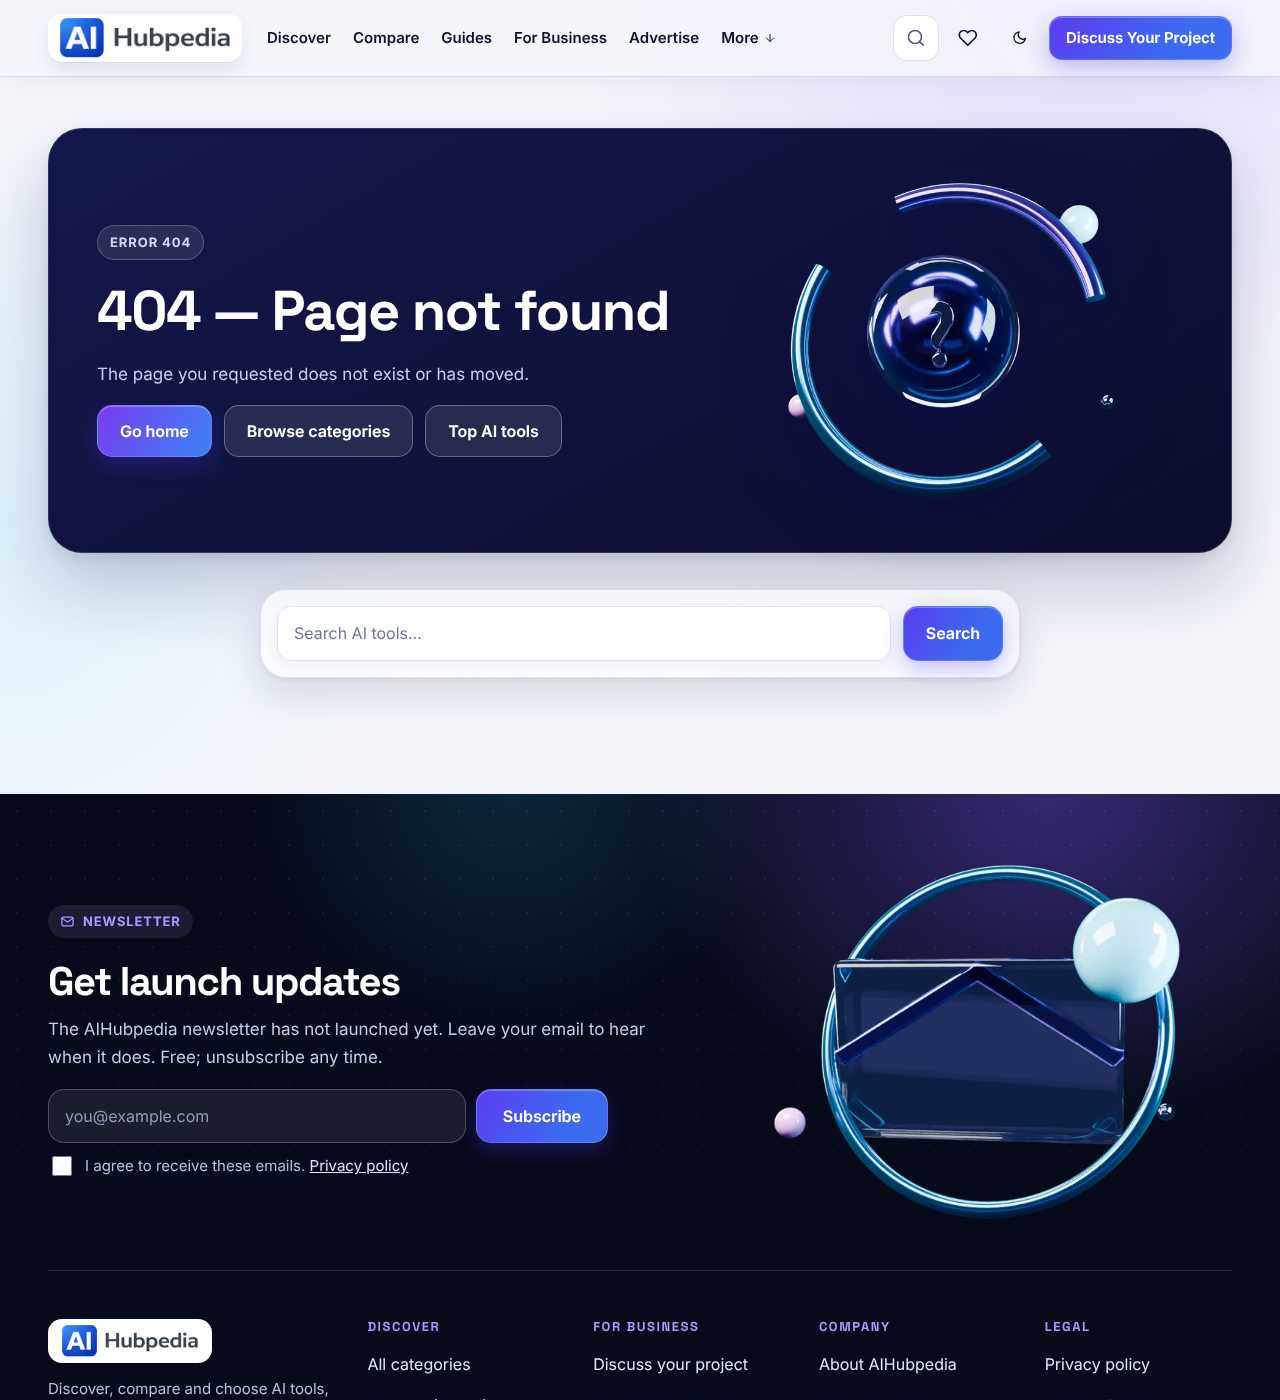 AI Hubpedia
Discover
Compare
Guides
For Business
Advertise
More ↓
Discuss Your Project
ERROR 404
404 — Page not found
The page you requested does not exist or has moved.
Go home
Browse categories
Top AI tools
?
Search AI tools...
Search
NEWSLETTER
Get launch updates
The AIHubpedia newsletter has not launched yet. Leave your email to hear
when it does. Free; unsubscribe any time.
you@example.com
Subscribe
I agree to receive these emails. Privacy policy
AI Hubpedia
Discover, compare and choose AI tools,
DISCOVER
All categories
FOR BUSINESS
Discuss your project
COMPANY
About AIHubpedia
LEGAL
Privacy policy